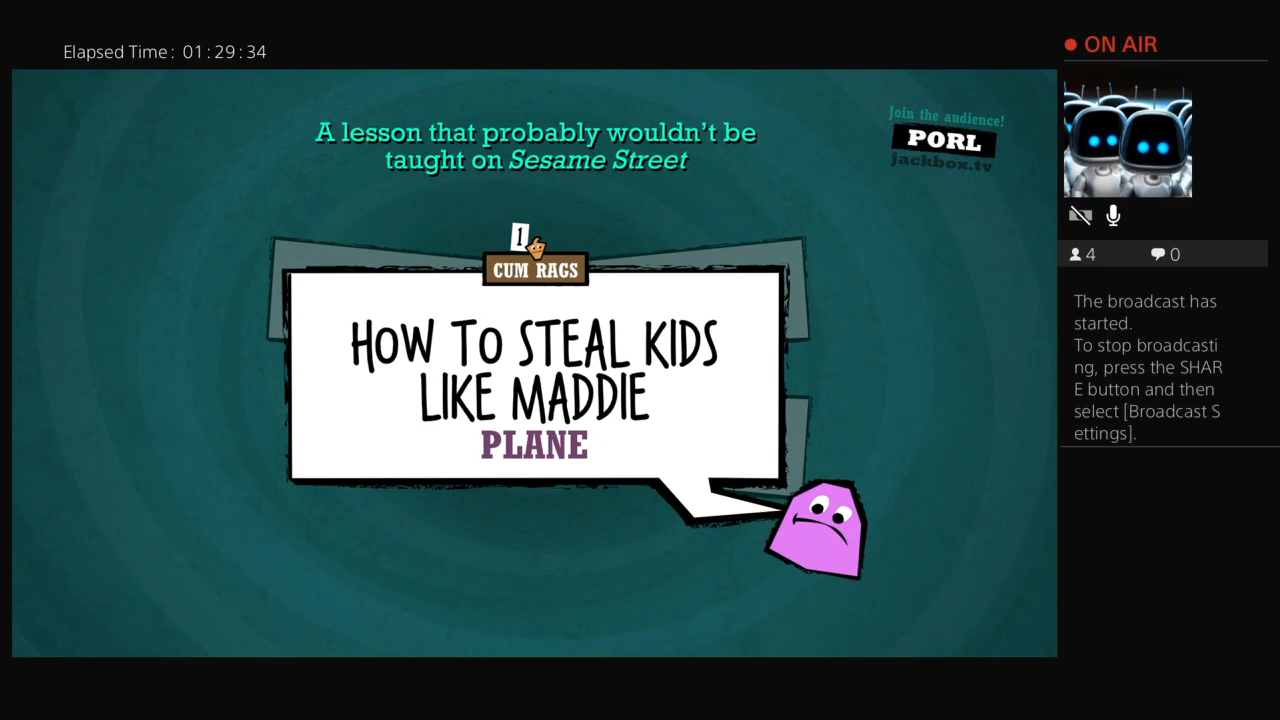 Elapsed Time: 01:29:34
ON AIR
A lesson that probably wouldn't be
taught on Sesame Street
Join the audience!
PORL
jackbox.tv
1
CUM RAGS
HOW TO STEAL KIDS
LIKE MADDIE
PLANE
4
0
The broadcast has
started.
To stop broadcasti
ng, press the SHAR
E button and then
select [Broadcast S
ettings].